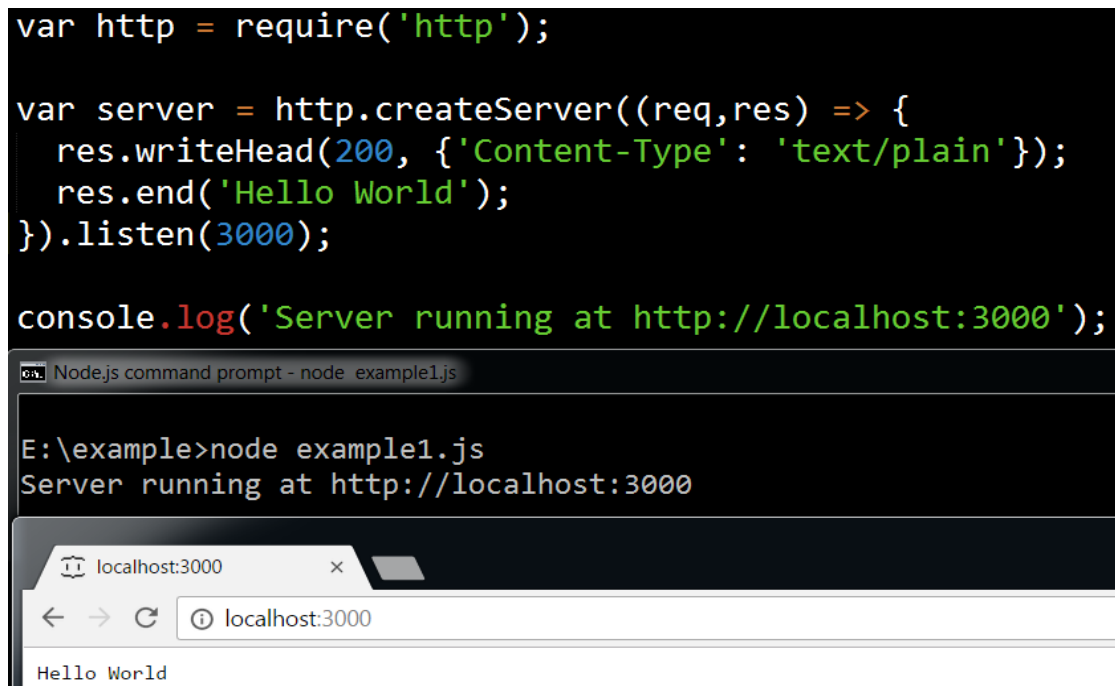 var http = require('http');
var server = http.createServer((req,res) => {
  res.writeHead(200, {'Content-Type': 'text/plain'});
  res.end('Hello World');
}).listen(3000);
console.log('Server running at http://localhost:3000');
Node.js command prompt - node  example1.js
E:\example>node example1.js
Server running at http://localhost:3000
localhost:3000
localhost:3000
Hello World